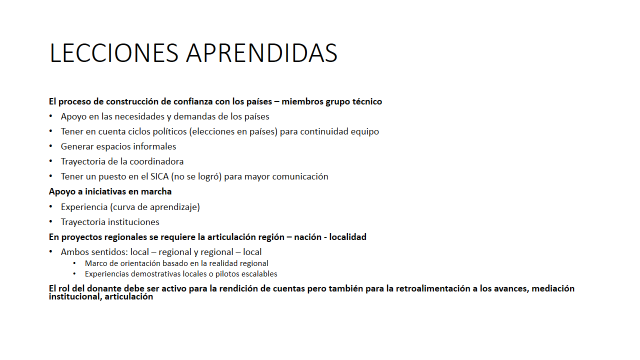 LECCIONES APRENDIDAS
El proceso de construcción de confianza con los países – miembros grupo técnico
• Apoyo en las necesidades y demandas de los países
• Tener en cuenta ciclos políticos (elecciones en países) para continuidad equipo
• Generar espacios informales
• Trayectoria de la coordinadora
• Tener un puesto en el SICA (no se logró) para mayor comunicación
Apoyo a iniciativas en marcha
• Experiencia (curva de aprendizaje)
• Trayectoria instituciones
En proyectos regionales se requiere la articulación región – nación - localidad
• Ambos sentidos: local – regional y regional – local
• Marco de orientación basado en la realidad regional
• Experiencias demostrativas locales o pilotos escalables
El rol del donante debe ser activo para la rendición de cuentas pero también para la retroalimentación a los avances, mediación
institucional, articulación